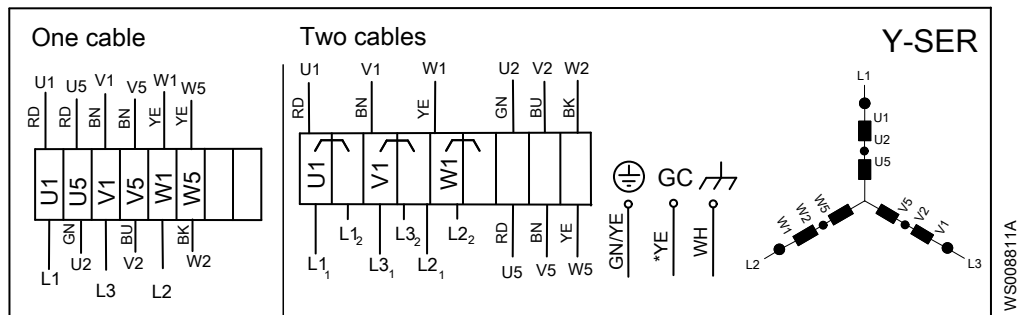 One cable
Two cables
Y-SER
U1 U5 V1 V5 W1 W5
RD RD BN BN YE YE
U1 U5 V1 V5 W1 W5
GN BU BK
L1 U2 L3 V2 L2 W2
U1 V1 W1 U2 V2 W2
RD BN YE GN BU BK
U1 V1 W1
L1₁ L1₂ L3₁ L3₂ L2₁ L2₂
RD BN YE
U5 V5 W5
GC
GN/YE *YE WH
L1
U1
U2
U5
W1 W2 W5
V5 V2 V1
L2
L3
WS008811A